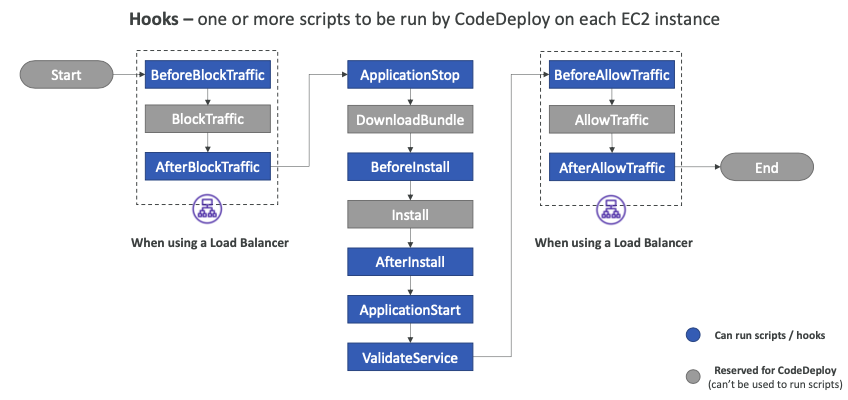 Hooks – one or more scripts to be run by CodeDeploy on each EC2 instance
Start
BeforeBlockTraffic
BlockTraffic
AfterBlockTraffic
When using a Load Balancer
ApplicationStop
DownloadBundle
BeforeInstall
Install
AfterInstall
ApplicationStart
ValidateService
BeforeAllowTraffic
AllowTraffic
AfterAllowTraffic
When using a Load Balancer
End
Can run scripts / hooks
Reserved for CodeDeploy
(can't be used to run scripts)